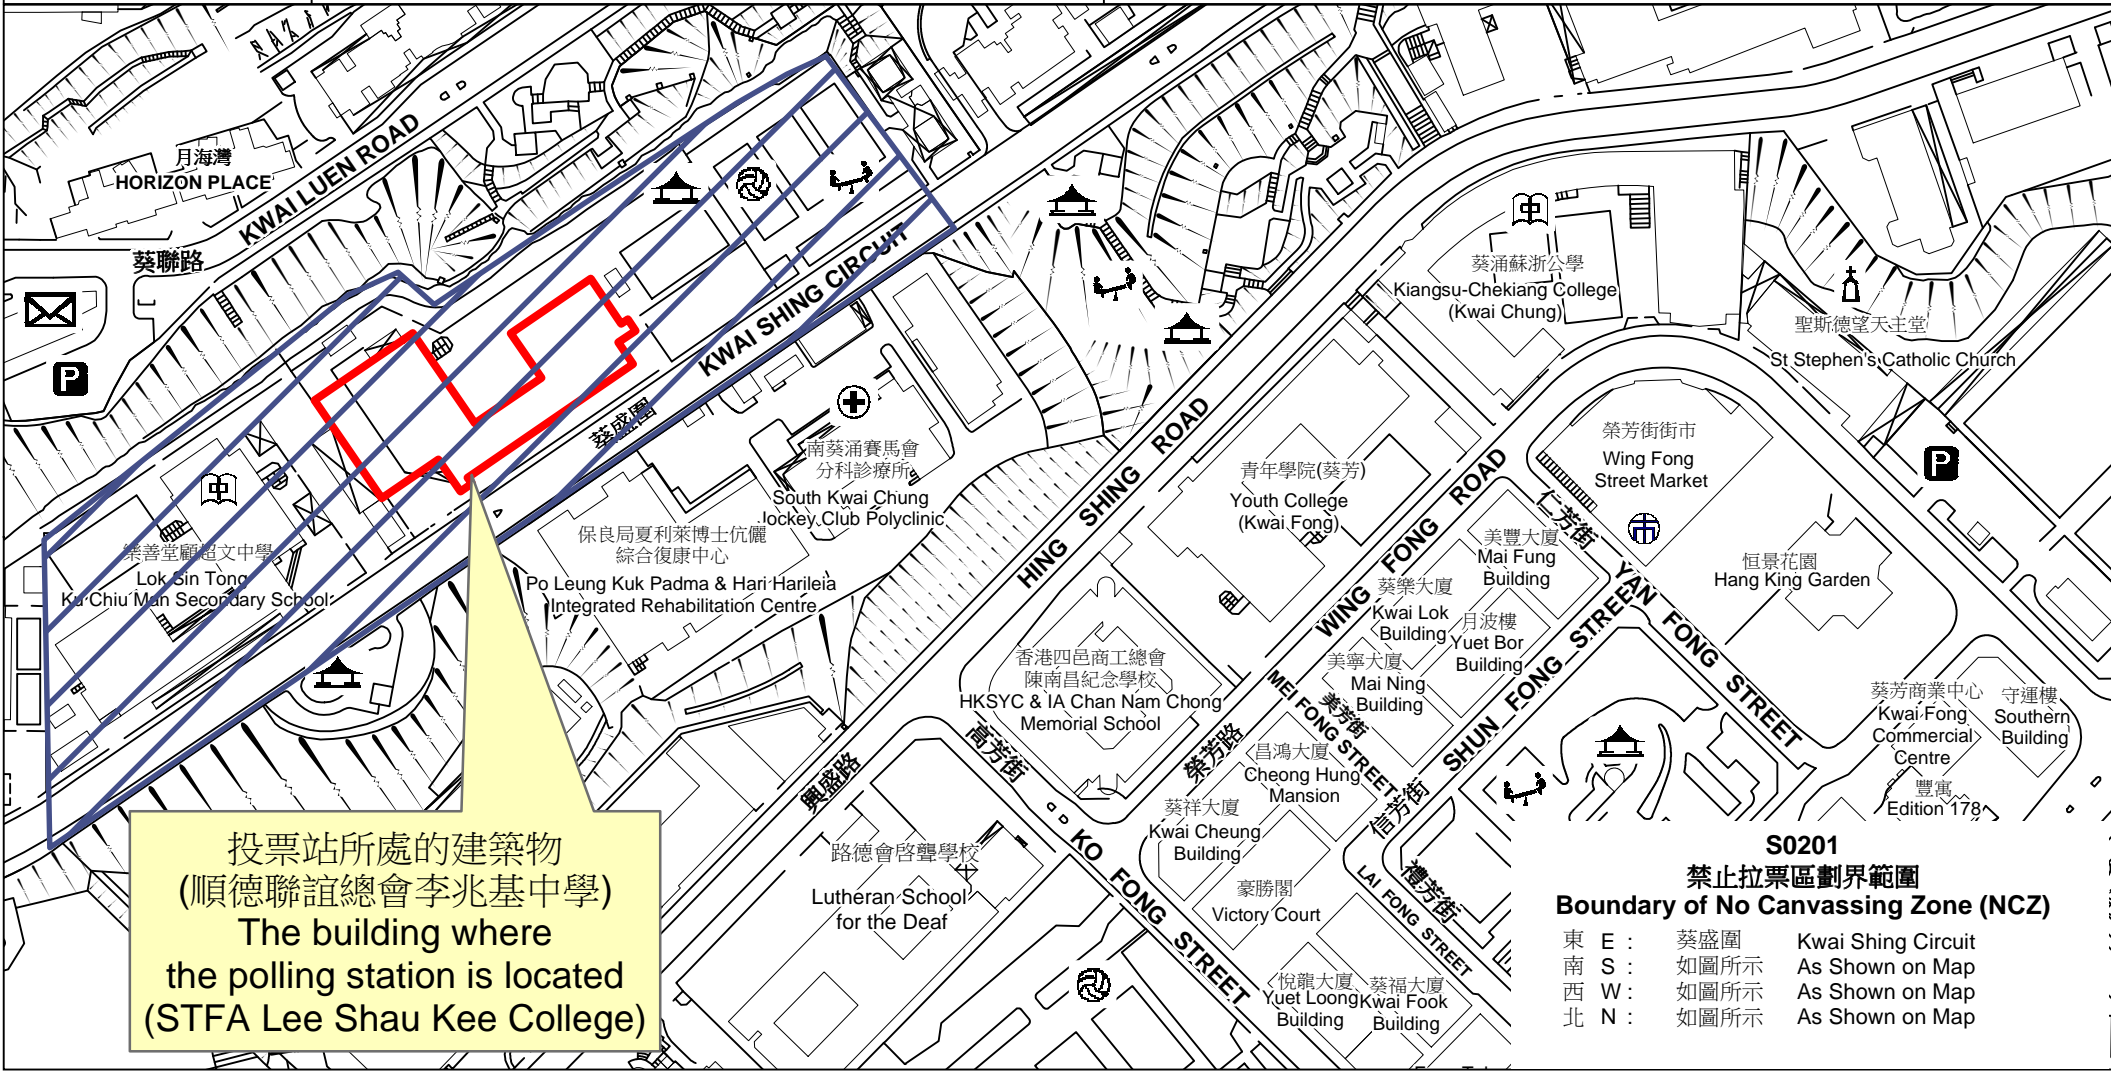 月海灣
HORIZON PLACE
KWAI LUEN ROAD
葵聯路
P
KWAI SHING CIRCUIT
葵盛圍
中
樂善堂顧超文中學
Lok Sin Tong
Ku Chiu Man Secondary School
南葵涌賽馬會
分科診療所
South Kwai Chung
Jockey Club Polyclinic
保良局夏利萊博士伉儷
綜合復康中心
Po Leung Kuk Padma & Hari Harileia
Integrated Rehabilitation Centre
HING SHING ROAD
興盛路
中
葵涌蘇浙公學
Kiangsu-Chekiang College
(Kwai Chung)
聖斯德望天主堂
St Stephen's Catholic Church
P
榮芳街街市
Wing Fong
Street Market
青年學院(葵芳)
Youth College
(Kwai Fong)
WING FONG ROAD
榮芳路
仁芳街
YAN FONG STREET
美豐大廈
Mai Fung
Building
葵樂大廈
Kwai Lok
Building
月波樓
Yuet Bor
Building
美寧大廈
Mai Ning
Building
恒景花園
Hang King Garden
香港四邑商工總會
陳南昌紀念學校
HKSYC & IA Chan Nam Chong
Memorial School
美芳街
MEI FONG STREET
SHUN FONG STREET
信芳街
高芳街
KO FONG STREET
昌鴻大廈
Cheong Hung
Mansion
葵祥大廈
Kwai Cheung
Building
豪勝閣
Victory Court
禮芳街
LAI FONG STREET
悅龍大廈
Yuet Loong
Building
葵福大廈
Kwai Fook
Building
路德會啓聾學校
Lutheran School
for the Deaf
葵芳商業中心
Kwai Fong
Commercial
Centre
守運樓
Southern
Building
豐寓
Edition 178
投票站所處的建築物
(順德聯誼總會李兆基中學)
The building where
the polling station is located
(STFA Lee Shau Kee College)
S0201
禁止拉票區劃界範圍
Boundary of No Canvassing Zone (NCZ)
東 E : 葵盛圍 Kwai Shing Circuit
南 S : 如圖所示 As Shown on Map
西 W : 如圖所示 As Shown on Map
北 N : 如圖所示 As Shown on Map